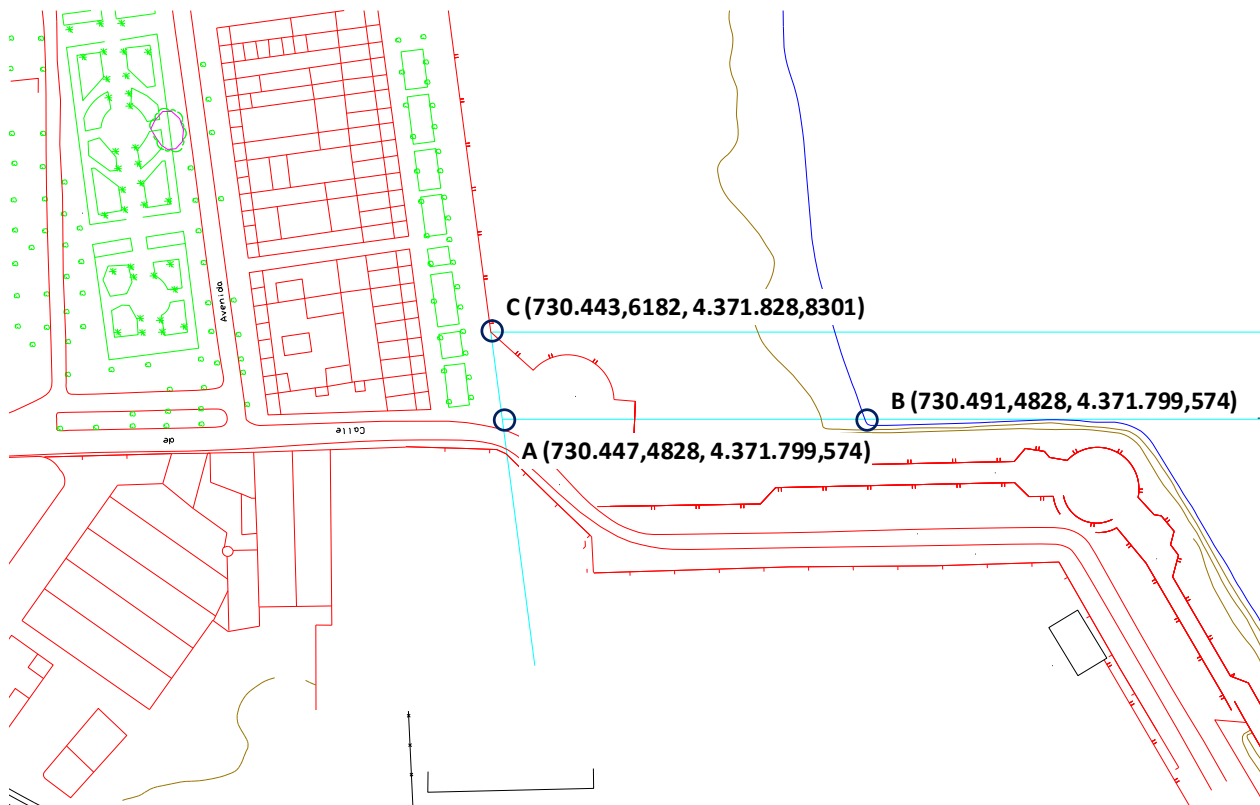 Avenida
C (730.443,6182, 4.371.828,8301)
B (730.491,4828, 4.371.799,574)
Calle
de
A (730.447,4828, 4.371.799,574)